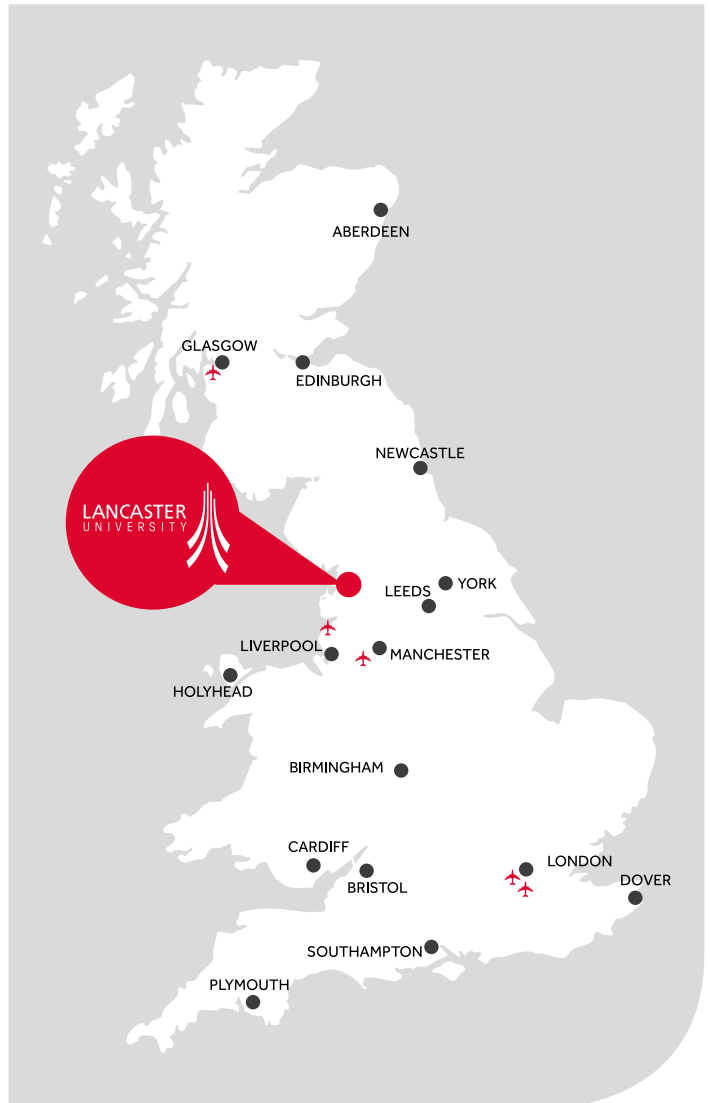 ABERDEEN
GLASGOW
EDINBURGH
NEWCASTLE
LANCASTER
UNIVERSITY
YORK
LEEDS
LIVERPOOL
MANCHESTER
HOLYHEAD
BIRMINGHAM
CARDIFF
LONDON
BRISTOL
DOVER
SOUTHAMPTON
PLYMOUTH